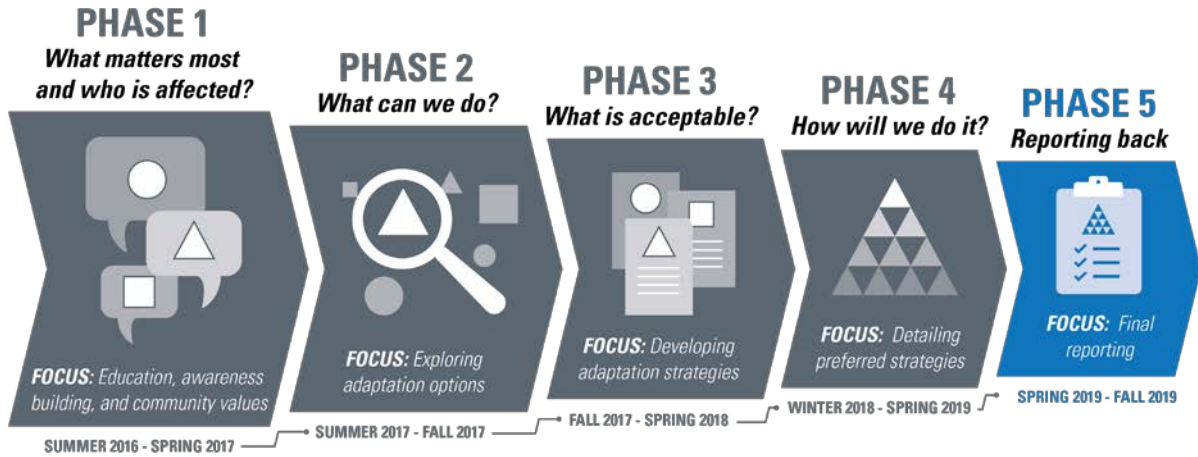 PHASE 1
What matters most
and who is affected?
FOCUS: Education, awareness
building, and community values
SUMMER 2016 - SPRING 2017
PHASE 2
What can we do?
FOCUS: Exploring
adaptation options
SUMMER 2017 - FALL 2017
PHASE 3
What is acceptable?
FOCUS: Developing
adaptation strategies
FALL 2017 - SPRING 2018
PHASE 4
How will we do it?
FOCUS: Detailing
preferred strategies
WINTER 2018 - SPRING 2019
PHASE 5
Reporting back
FOCUS: Final
reporting
SPRING 2019 - FALL 2019